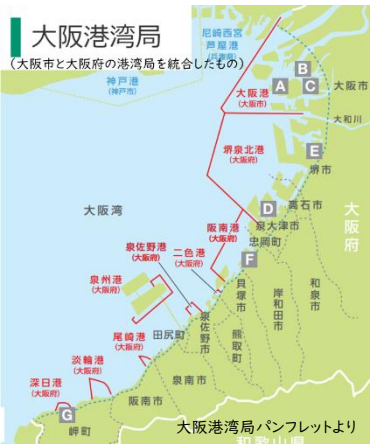 大阪港湾局
(大阪市と大阪府の港湾局を統合したもの)
尼崎西宮
芦屋港
(兵庫県)
神戸港
(神戸市)
大阪港
(大阪市)
B
A
C
大阪市
大和川
堺泉北港
(大阪府)
E
堺市
大阪湾
D
高石市
泉大津市
忠岡町
大阪府
阪南港
(大阪府)
F
泉佐野港
(大阪府)
二色港
(大阪府)
泉州港
(大阪府)
貝塚市
岸和田市
和泉市
田尻町
泉佐野市
熊取町
尾崎港
(大阪府)
淡輪港
(大阪府)
泉南市
深日港
(大阪府)
阪南市
G
岬町
大阪港湾局パンフレットより
和歌山県